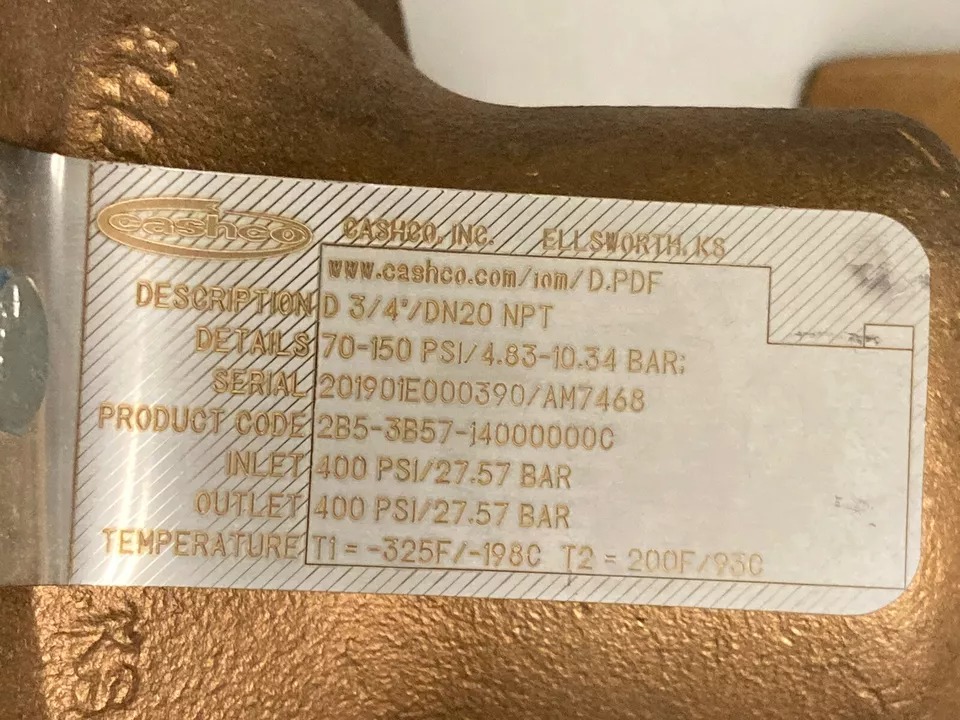 cashco CASHCO, INC. ELLSWORTH, KS
www.cashco.com/iom/D.PDF
DESCRIPTION D 3/4"/DN20 NPT
DETAILS 70-150 PSI/4.83-10.34 BAR;
SERIAL 201901E000390/AM7468
PRODUCT CODE 2B5-3B57-i4000000C
INLET 400 PSI/27.57 BAR
OUTLET 400 PSI/27.57 BAR
TEMPERATURE T1 = -325F/-198C T2 = 200F/93C